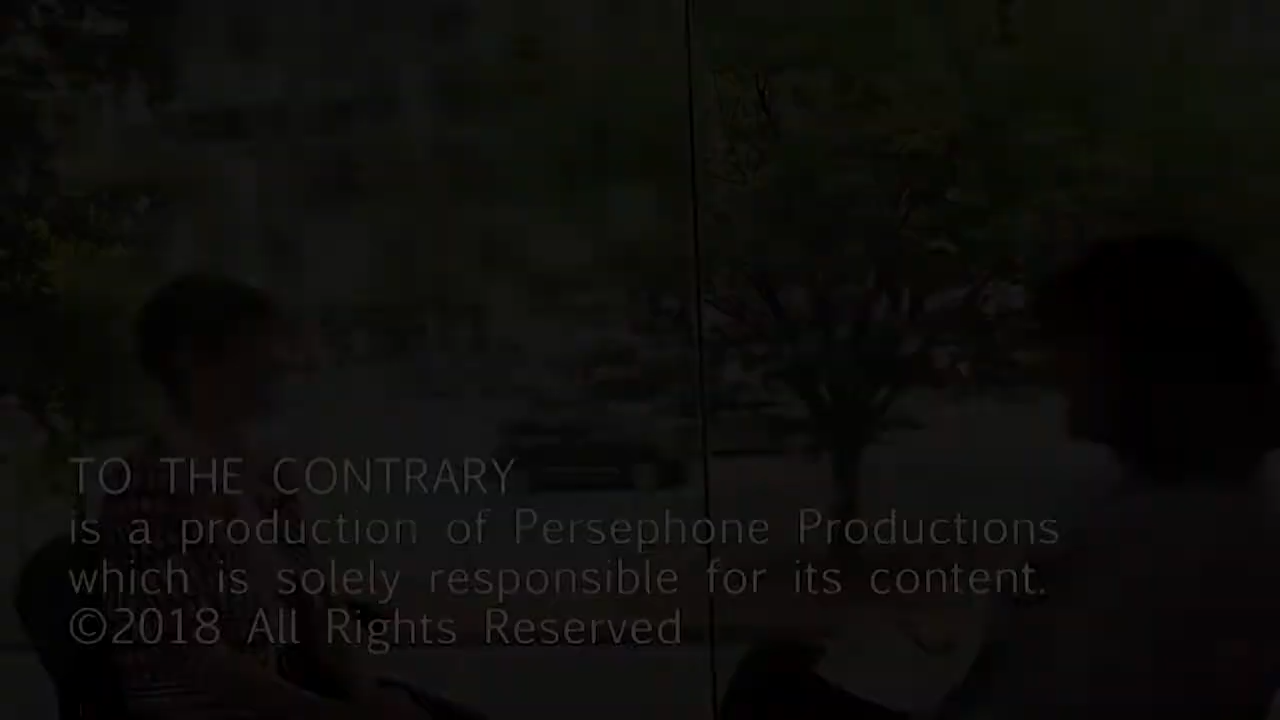 TO THE CONTRARY
is a production of Persephone Productions
which is solely responsible for its content.
©2018 All Rights Reserved